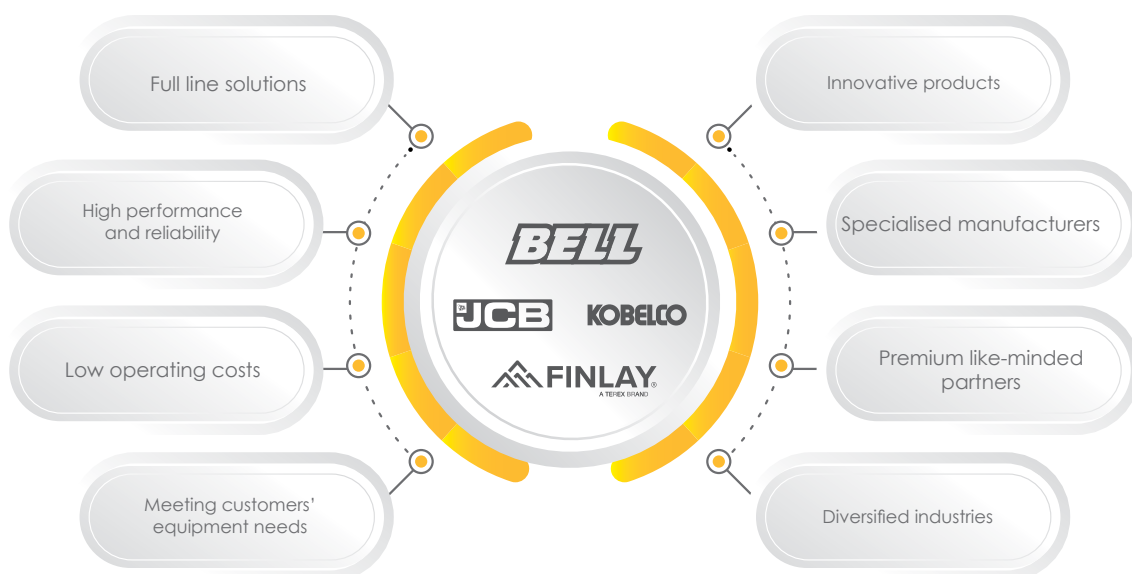 Full line solutions
High performance
and reliability
Low operating costs
Meeting customers’
equipment needs
BELL
JCB
KOBELCO
FINLAY®
A TEREX BRAND
Innovative products
Specialised manufacturers
Premium like-minded
partners
Diversified industries